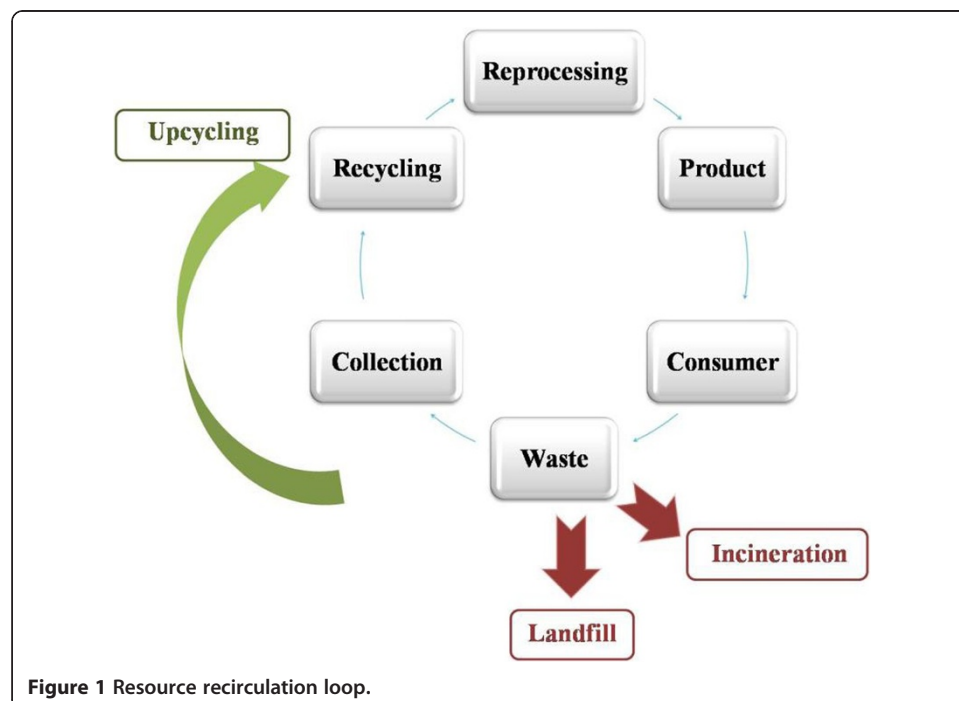 Reprocessing
Upcycling
Recycling
Product
Collection
Consumer
Waste
Incineration
Landfill
Figure 1 Resource recirculation loop.